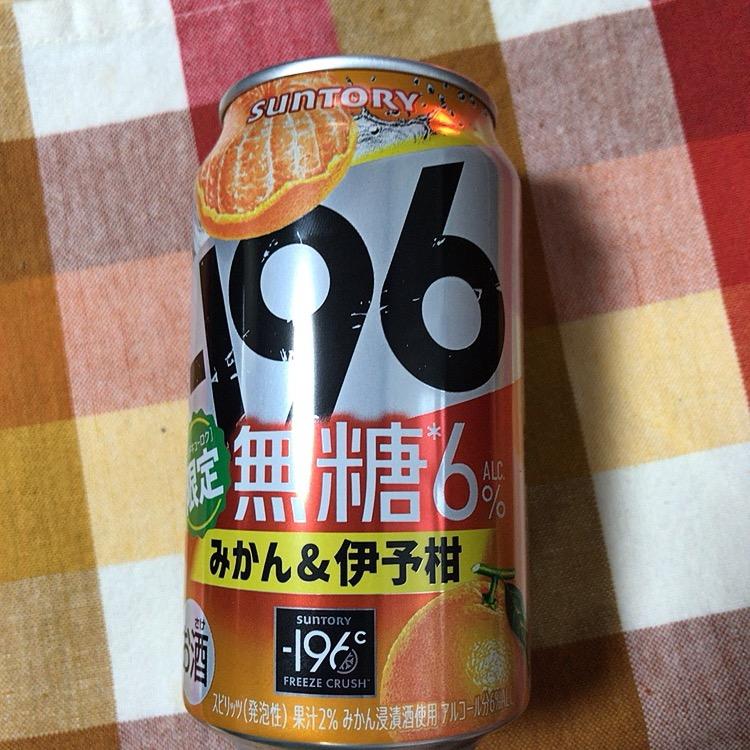 SUNTORY
-196
限定
無糖*6% ALC.
みかん&伊予柑
お酒
さけ
SUNTORY
-196℃
FREEZE CRUSH
スピリッツ(発泡性) 果汁2% みかん浸漬酒使用 アルコール分6%